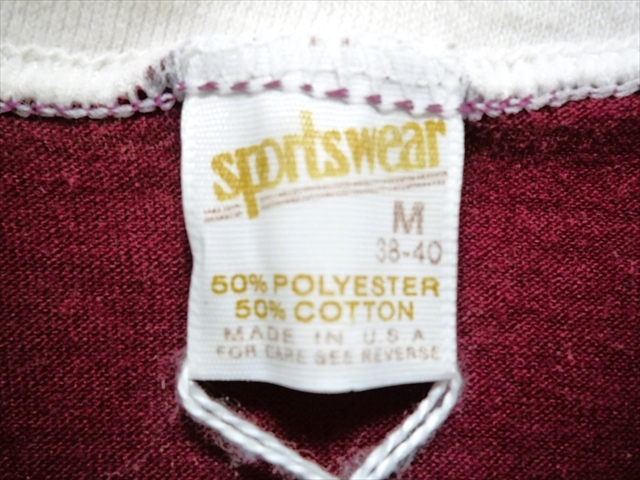 sportswear
M
38-40
50% POLYESTER
50% COTTON
MADE IN U.S.A
FOR CARE SEE REVERSE